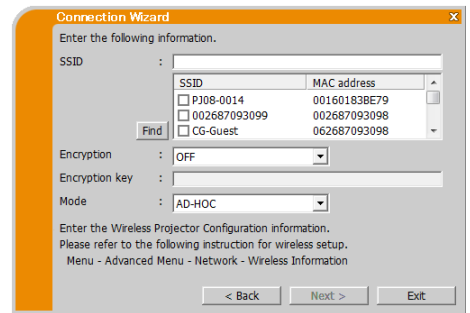 Connection Wizard x
Enter the following information.
SSID :
SSID MAC address
PJ08-0014 00160183BE79
002687093099 002687093098
Find CG-Guest 062687093098
Encryption : OFF
Encryption key :
Mode : AD-HOC
Enter the Wireless Projector Configuration information.
Please refer to the following instruction for wireless setup.
Menu - Advanced Menu - Network - Wireless Information
< Back Next > Exit